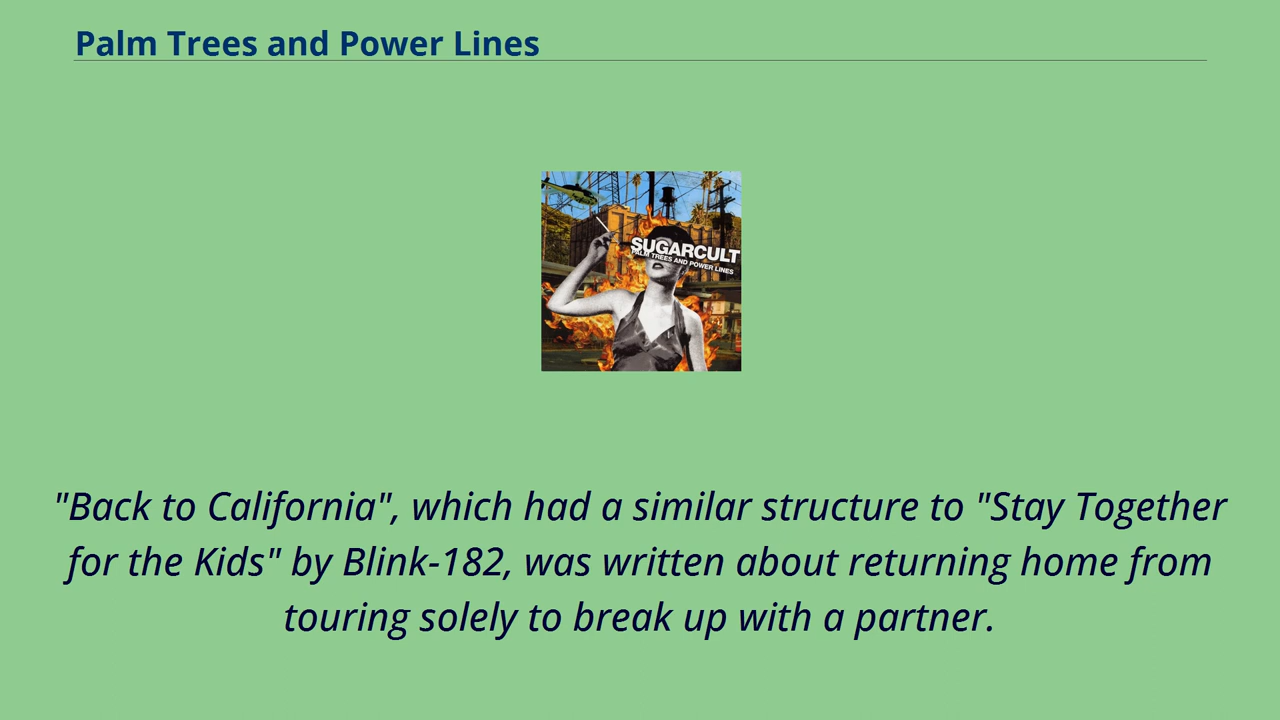 Palm Trees and Power Lines
SUGARCULT
PALM TREES AND POWER LINES
"Back to California", which had a similar structure to "Stay Together
for the Kids" by Blink-182, was written about returning home from
touring solely to break up with a partner.